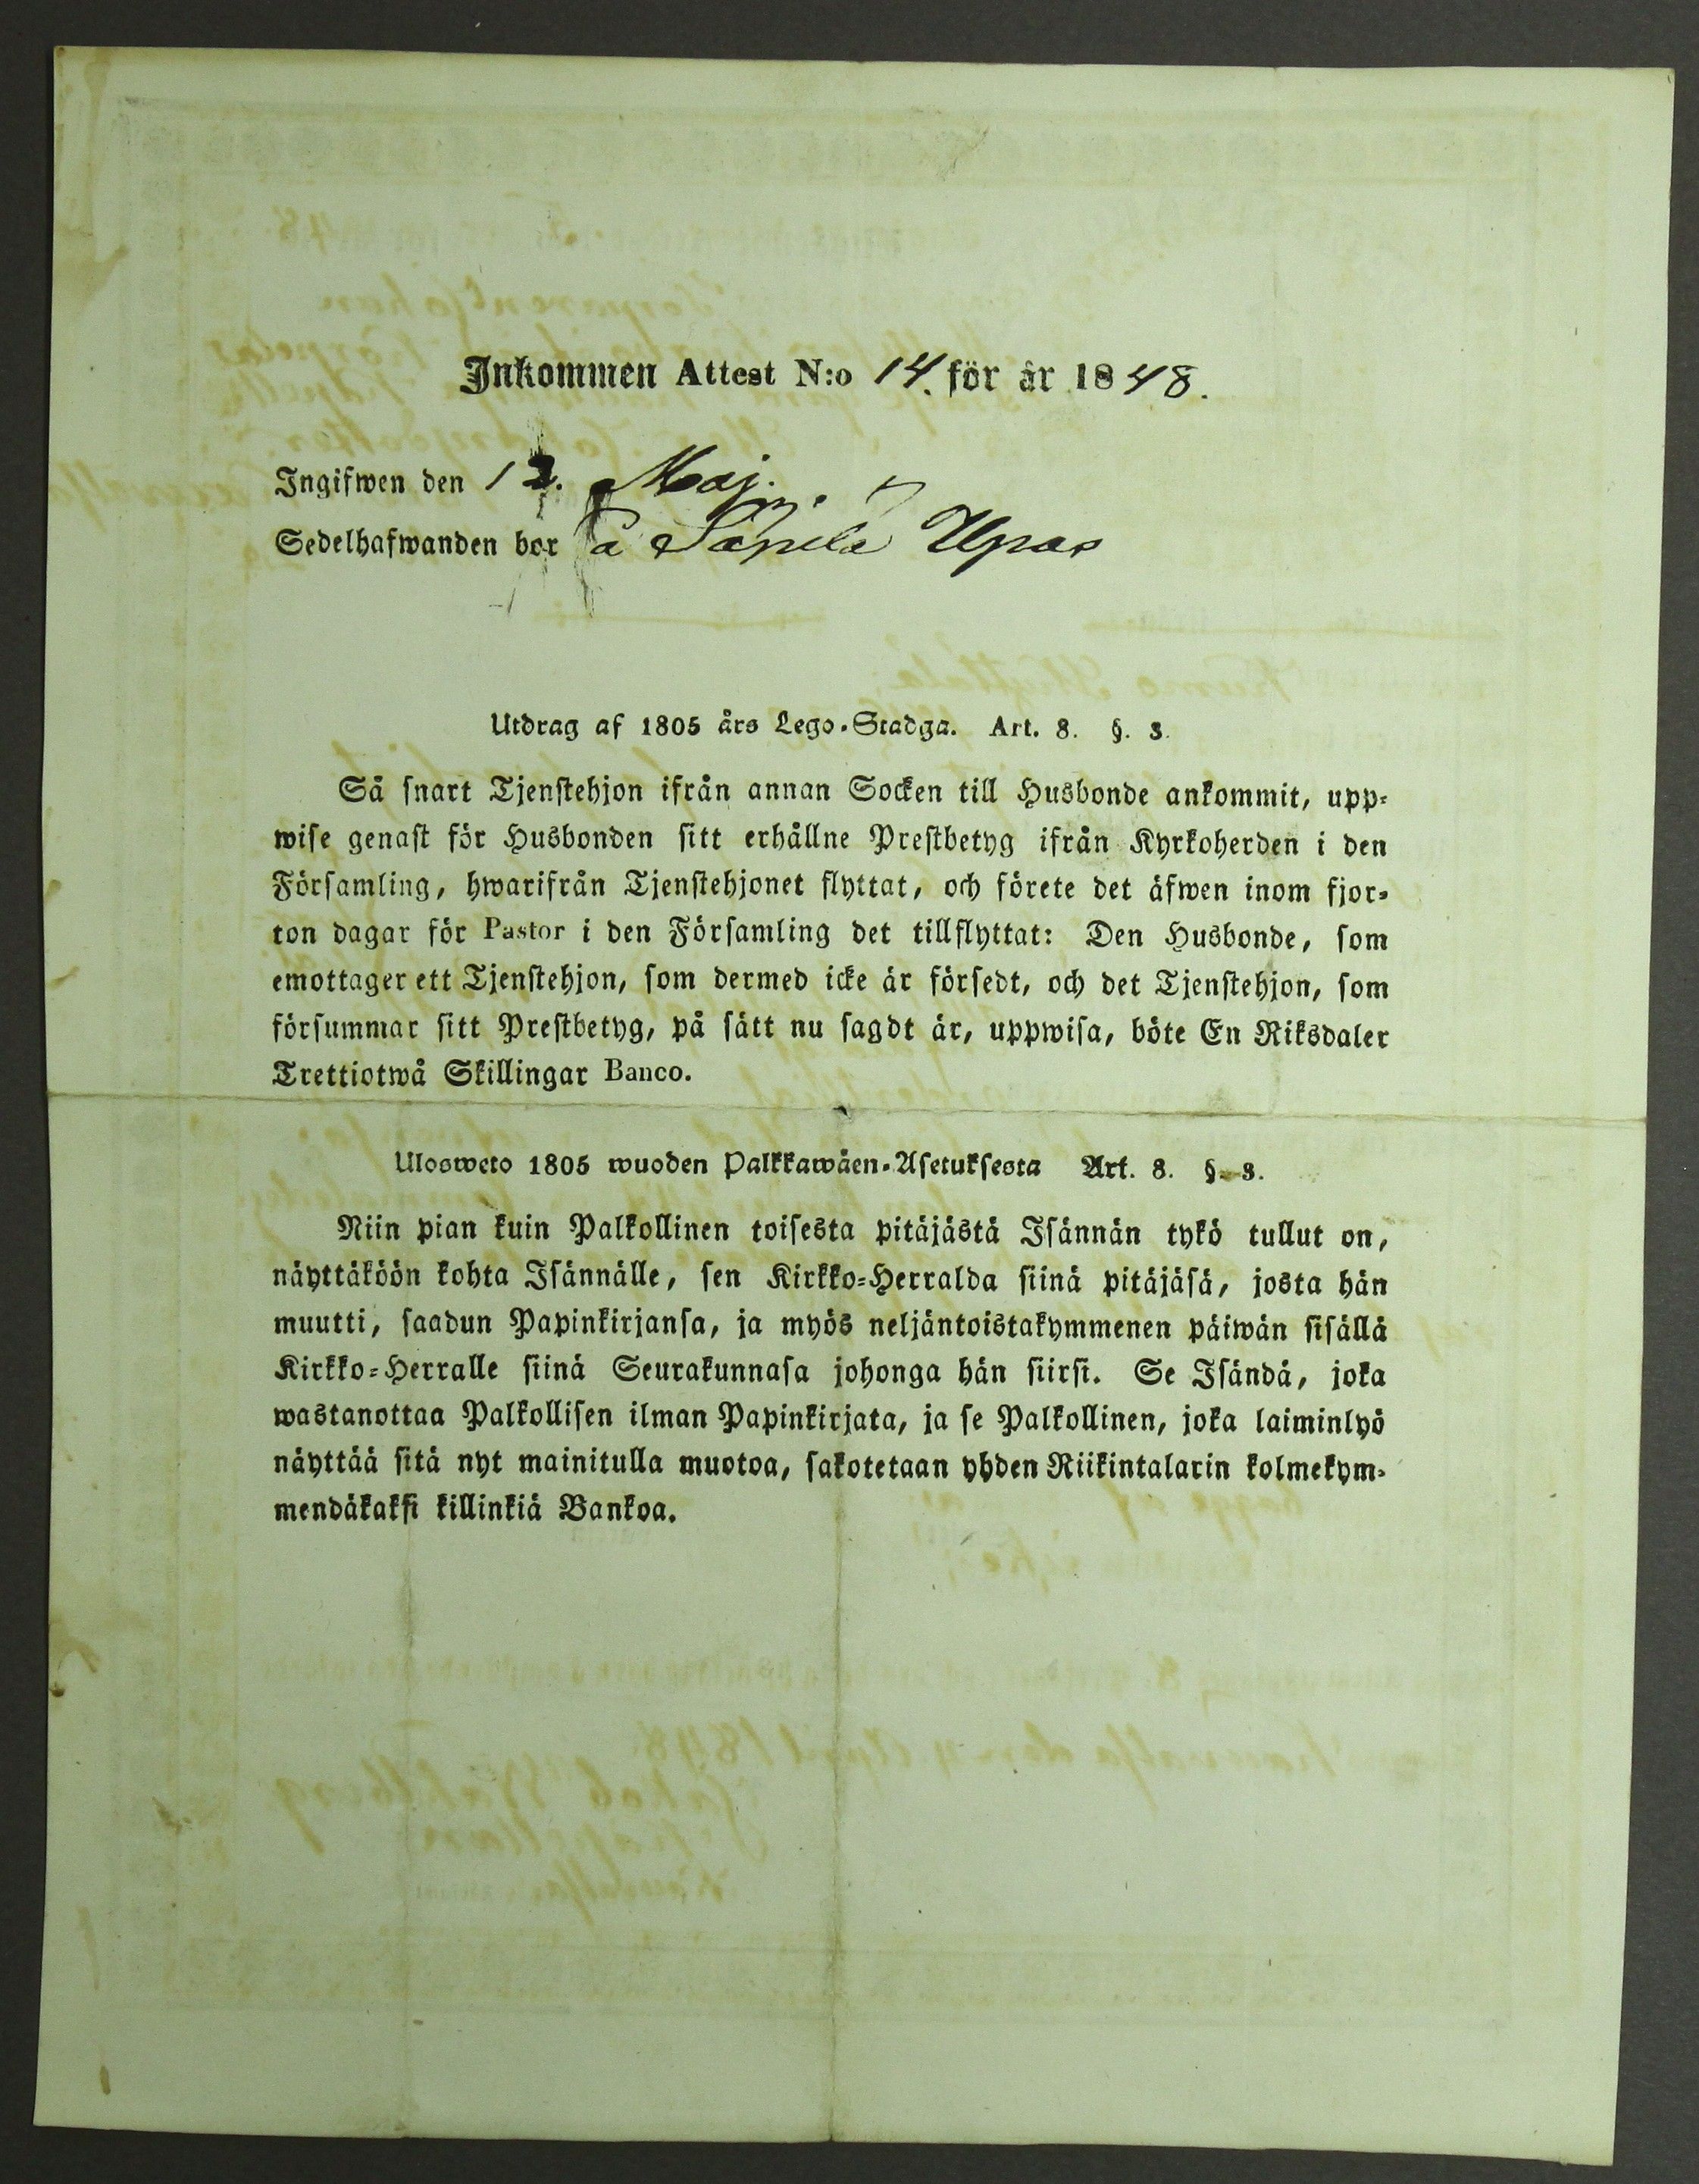 Inkommen Attest N:o 14. för år 1848.
Ingifwen den 12. Maj.
Sedelhafwanden bor på Säpilä Upas
Utdrag af 1805 års Lego-Stadga. Art. 8. §. 3.
Så snart Tjenstehjon ifrån annan Socken till Husbonde ankommit, upp-
wise genast för Husbonden sitt erhållne Prestbetyg ifrån Kyrkoherden i den
Församling, hwarifrån Tjenstehjonet flyttat, och förete det äfwen inom fjor-
ton dagar för Pastor i den Församling det tillflyttat: Den Husbonde, som
emottager ett Tjenstehjon, som dermed icke är försedt, och det Tjenstehjon, som
försummar sitt Prestbetyg, på sätt nu sagdt är, uppwisa, böte En Riksdaler
Trettiotwå Skillingar Banco.
Ulosweto 1805 wuoden Palkkawäen-Asetuksesta Art. 8. §. 3.
Niin pian kuin Palkollinen toisesta pitäjästä Isännän tykö tullut on,
näyttäköön kohta Isännälle, sen Kirkko-Herralda siinä pitäjäsä, josta hän
muutti, saadun Papinkirjansa, ja myös neljäntoistakymmenen päiwän sisällä
Kirkko-Herralle siinä Seurakunnasa johonga hän siirsi. Se Isändä, joka
wastanottaa Palkollisen ilman Papinkirjata, ja se Palkollinen, joka laiminlyö
näyttää sitä nyt mainitulla muotoa, sakotetaan yhden Riikintalarin kolmekym-
mendäkaksi killinkiä Bankoa.